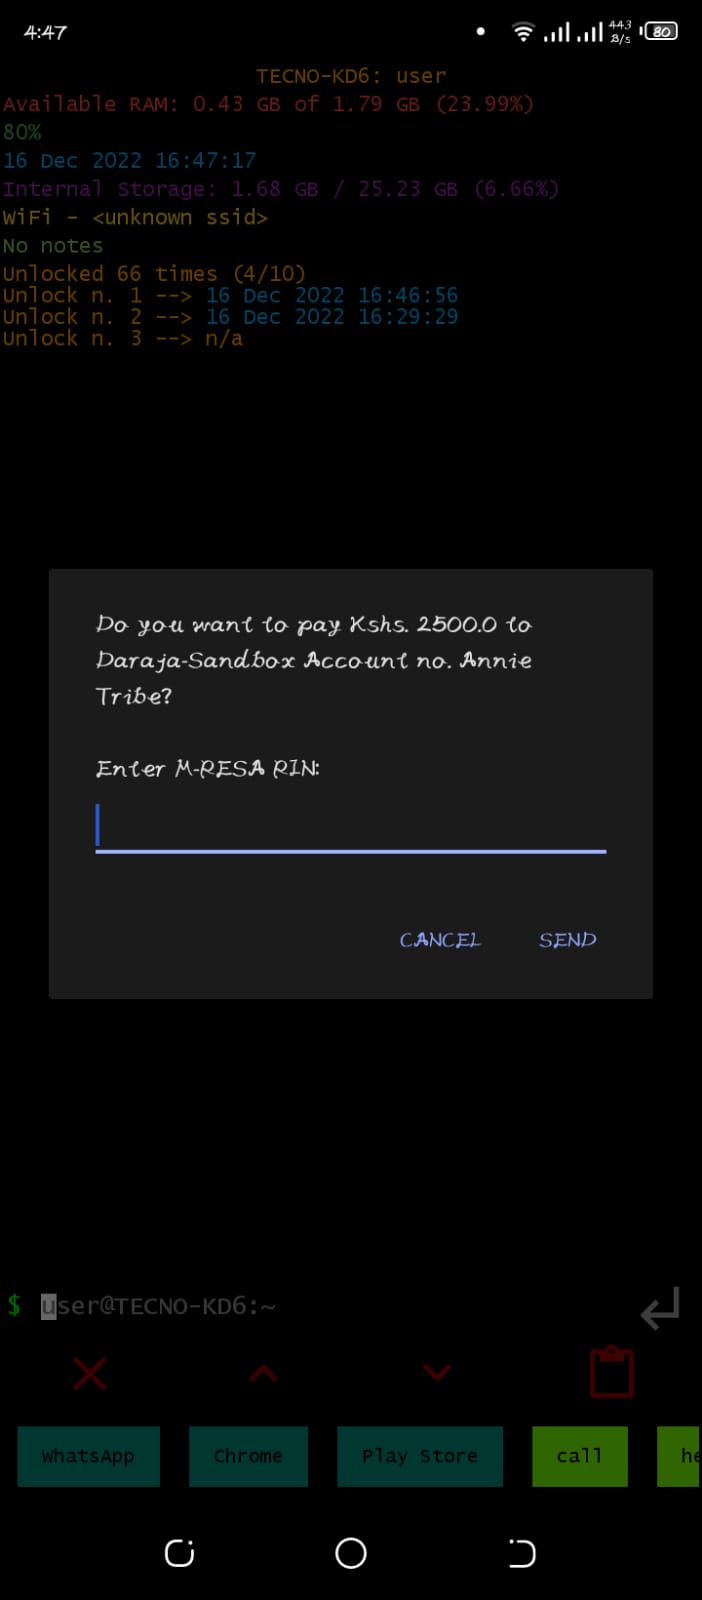 4:47
443
B/s
80
TECNO-KD6: user
Available RAM: 0.43 GB of 1.79 GB (23.99%)
80%
16 Dec 2022 16:47:17
Internal Storage: 1.68 GB / 25.23 GB (6.66%)
WiFi - <unknown ssid>
No notes
Unlocked 66 times (4/10)
Unlock n. 1 --> 16 Dec 2022 16:46:56
Unlock n. 2 --> 16 Dec 2022 16:29:29
Unlock n. 3 --> n/a
Do you want to pay Kshs. 2500.0 to
Daraja-Sandbox Account no. Annie
Tribe?
Enter M-PESA PIN:
CANCEL SEND
$ user@TECNO-KD6:~
WhatsApp Chrome Play Store call he